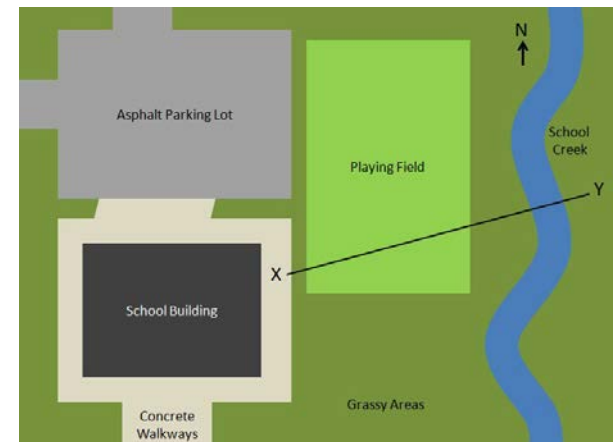 N
Asphalt Parking Lot
School
Creek
Playing Field
Y
X
School Building
Grassy Areas
Concrete
Walkways